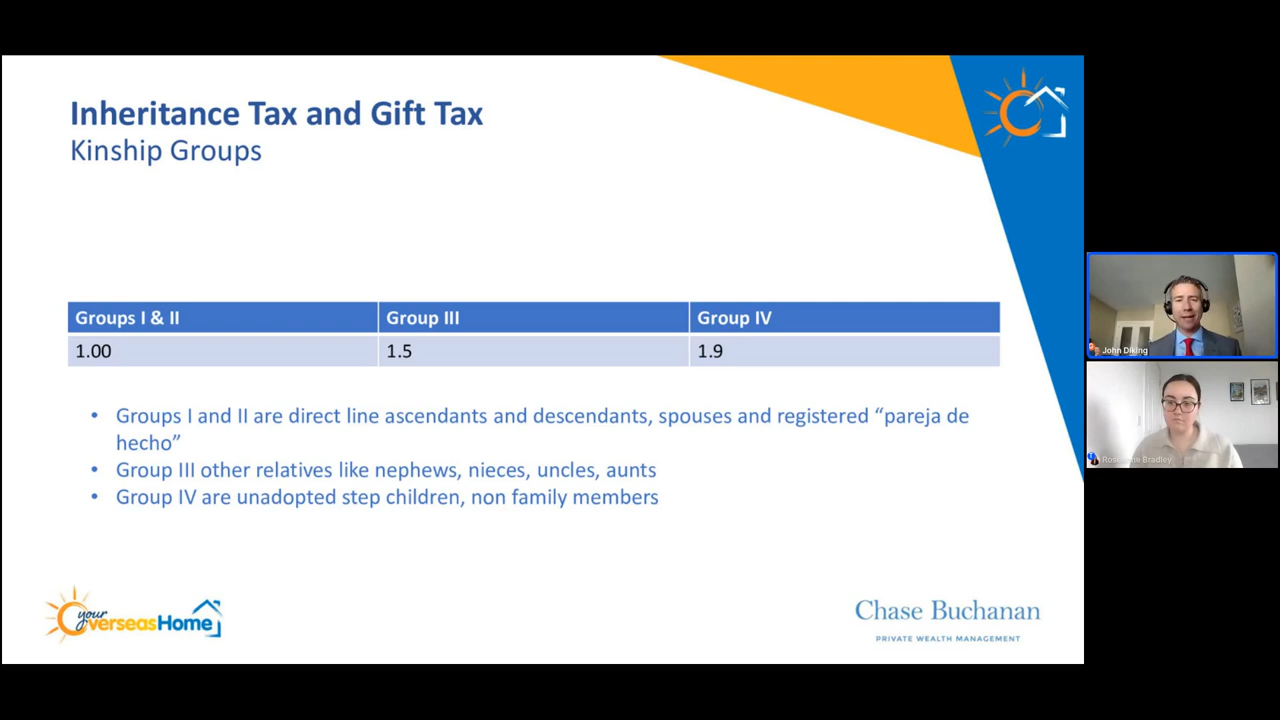 Inheritance Tax and Gift Tax
Kinship Groups
Groups I & II
Group III
Group IV
1.00
1.5
1.9
• Groups I and II are direct line ascendants and descendants, spouses and registered “pareja de
hecho”
• Group III other relatives like nephews, nieces, uncles, aunts
• Group IV are unadopted step children, non family members
your
OverseasHome
Chase Buchanan
PRIVATE WEALTH MANAGEMENT
John Diking
Bradley